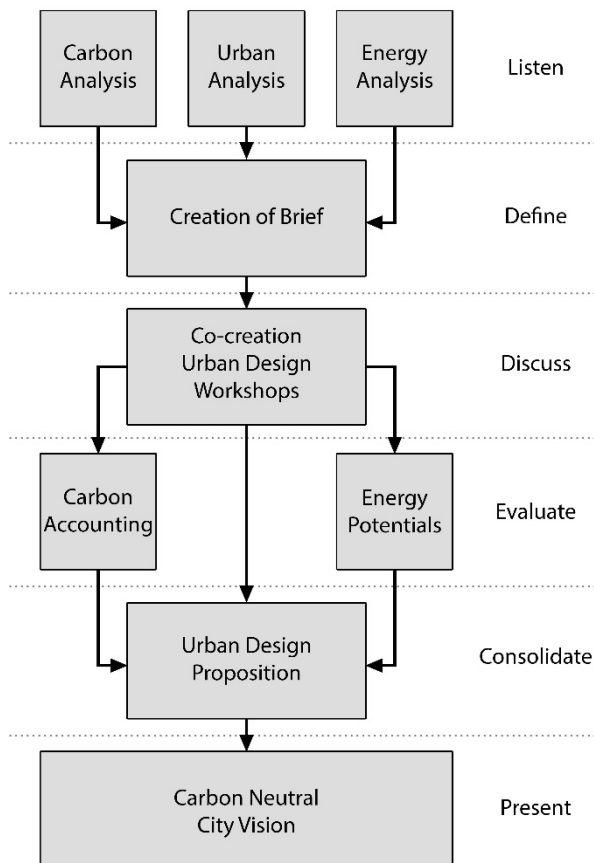 Carbon
Analysis
Urban
Analysis
Energy
Analysis
Listen
Creation of Brief
Define
Co-creation
Urban Design
Workshops
Discuss
Carbon
Accounting
Energy
Potentials
Evaluate
Urban Design
Proposition
Consolidate
Carbon Neutral
City Vision
Present